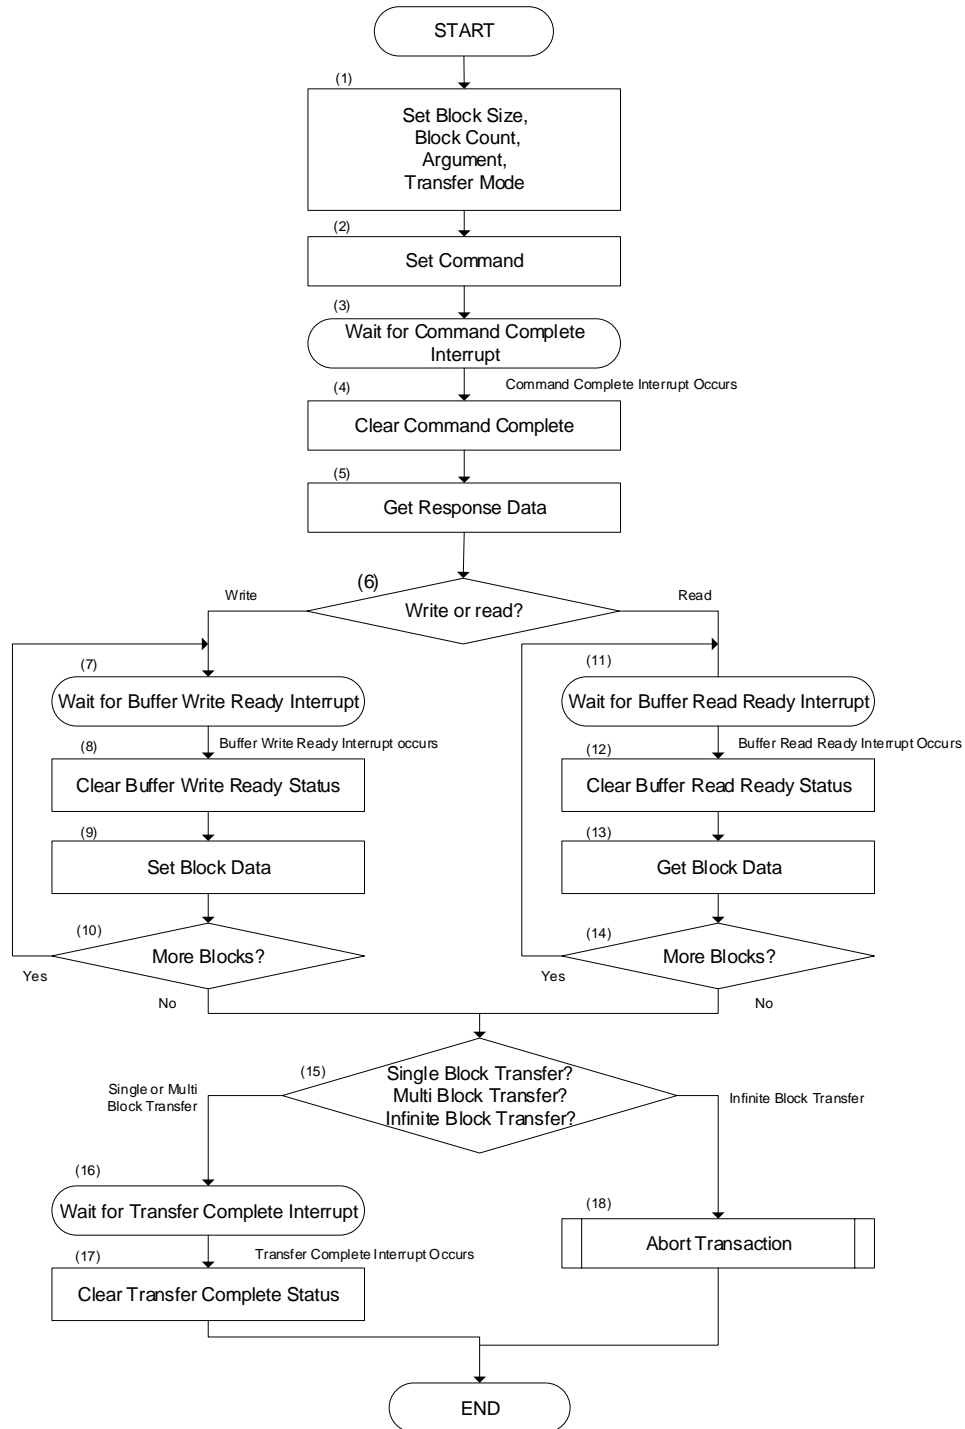 START
(1)
Set Block Size,
Block Count,
Argument,
Transfer Mode
(2)
Set Command
(3)
Wait for Command Complete
Interrupt
Command Complete Interrupt Occurs
(4)
Clear Command Complete
(5)
Get Response Data
(6)
Write or read?
Write
Read
(7)
Wait for Buffer Write Ready Interrupt
Buffer Write Ready Interrupt occurs
(8)
Clear Buffer Write Ready Status
(9)
Set Block Data
(10)
More Blocks?
Yes
No
(11)
Wait for Buffer Read Ready Interrupt
Buffer Read Ready Interrupt Occurs
(12)
Clear Buffer Read Ready Status
(13)
Get Block Data
(14)
More Blocks?
Yes
No
(15)
Single Block Transfer?
Multi Block Transfer?
Infinite Block Transfer?
Single or Multi
Block Transfer
Infinite Block Transfer
(16)
Wait for Transfer Complete Interrupt
Transfer Complete Interrupt Occurs
(17)
Clear Transfer Complete Status
(18)
Abort Transaction
END